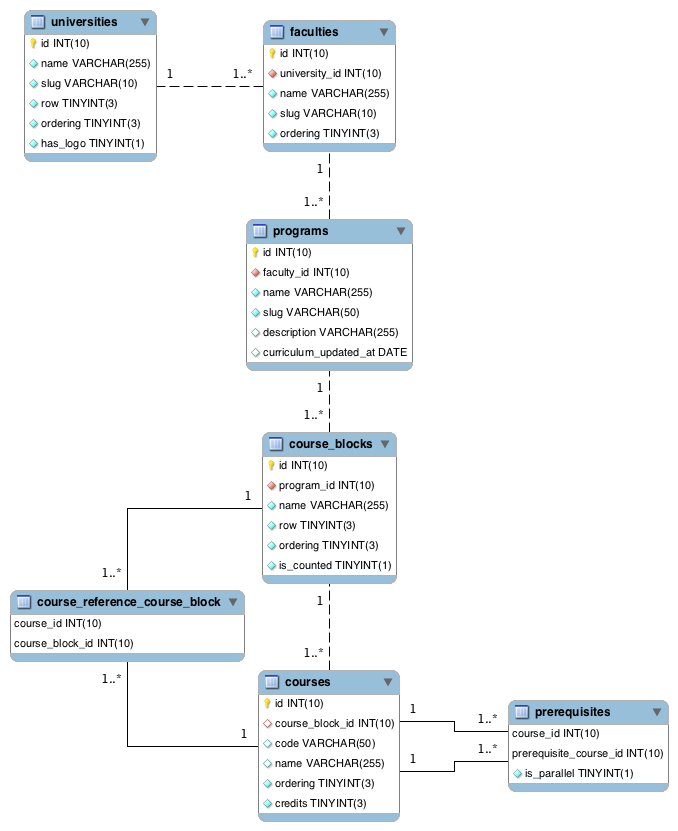 universities
id INT(10)
name VARCHAR(255)
slug VARCHAR(10)
row TINYINT(3)
ordering TINYINT(3)
has_logo TINYINT(1)
1
1..*
faculties
id INT(10)
university_id INT(10)
name VARCHAR(255)
slug VARCHAR(10)
ordering TINYINT(3)
1
1..*
programs
id INT(10)
faculty_id INT(10)
name VARCHAR(255)
slug VARCHAR(50)
description VARCHAR(255)
curriculum_updated_at DATE
1
1..*
course_blocks
id INT(10)
program_id INT(10)
name VARCHAR(255)
row TINYINT(3)
ordering TINYINT(3)
is_counted TINYINT(1)
1
1..*
course_reference_course_block
course_id INT(10)
course_block_id INT(10)
1..*
1
1
1..*
courses
id INT(10)
course_block_id INT(10)
code VARCHAR(50)
name VARCHAR(255)
ordering TINYINT(3)
credits TINYINT(3)
1
1..*
1
1..*
prerequisites
course_id INT(10)
prerequisite_course_id INT(10)
is_parallel TINYINT(1)